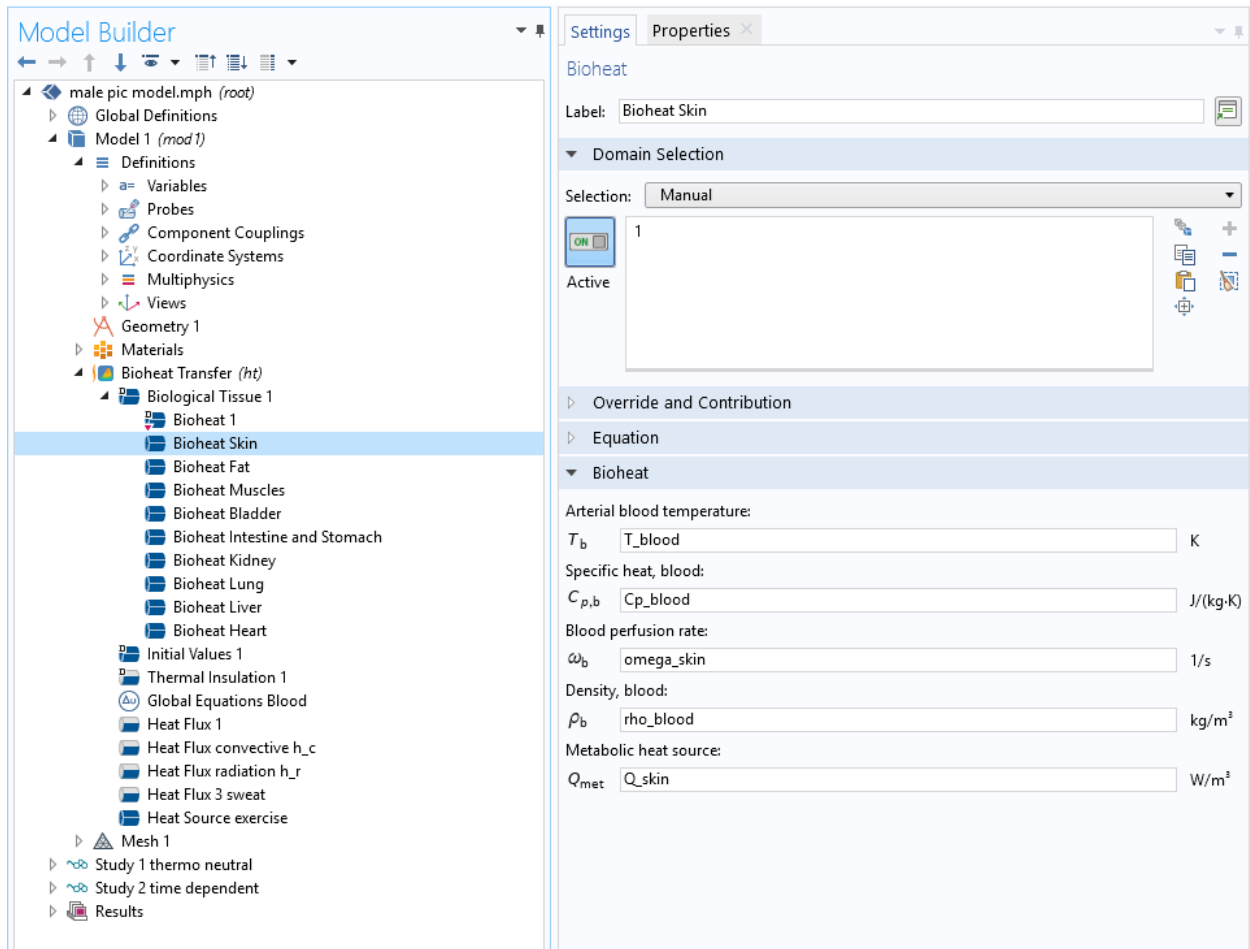 Model Builder
male pic model.mph (root)
Global Definitions
Model 1 (mod1)
Definitions
a= Variables
Probes
Component Couplings
Coordinate Systems
Multiphysics
Views
Geometry 1
Materials
Bioheat Transfer (ht)
Biological Tissue 1
Bioheat 1
Bioheat Skin
Bioheat Fat
Bioheat Muscles
Bioheat Bladder
Bioheat Intestine and Stomach
Bioheat Kidney
Bioheat Lung
Bioheat Liver
Bioheat Heart
Initial Values 1
Thermal Insulation 1
Δu Global Equations Blood
Heat Flux 1
Heat Flux convective h_c
Heat Flux radiation h_r
Heat Flux 3 sweat
Heat Source exercise
Mesh 1
Study 1 thermo neutral
Study 2 time dependent
Results
Settings Properties
Bioheat
Label: Bioheat Skin
Domain Selection
Selection: Manual
ON 1
Active
Override and Contribution
Equation
Bioheat
Arterial blood temperature:
T_b T_blood K
Specific heat, blood:
C_p,b Cp_blood J/(kg·K)
Blood perfusion rate:
ω_b omega_skin 1/s
Density, blood:
ρ_b rho_blood kg/m³
Metabolic heat source:
Q_met Q_skin W/m³